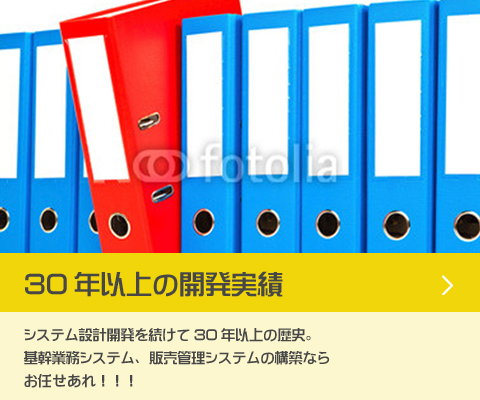 fotolia
30年以上の開発実績
システム設計開発を続けて30年以上の歴史。
基幹業務システム、販売管理システムの構築なら
お任せあれ！！！